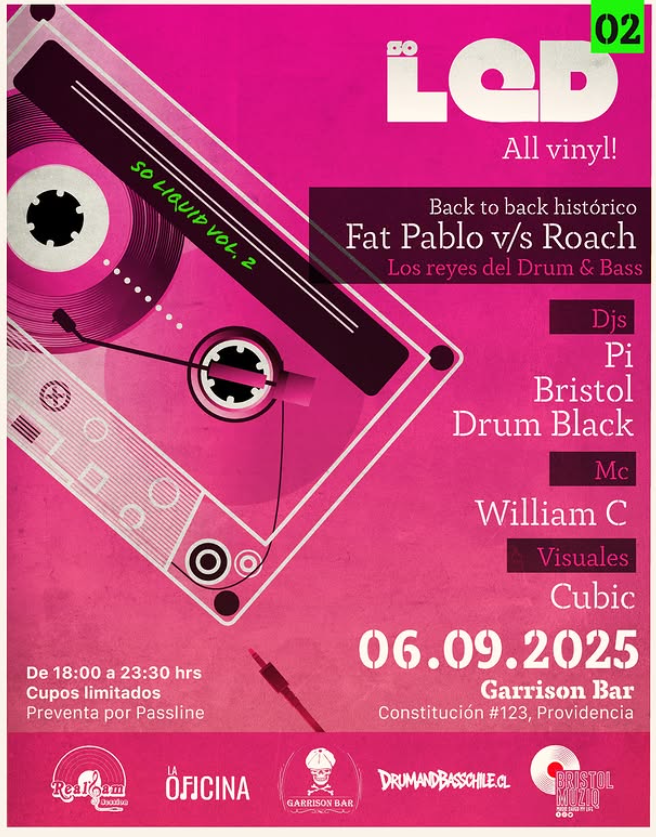 02
SO
LQD
All vinyl!
SO LIQUID VOL. 2
Back to back histórico
Fat Pablo v/s Roach
Los reyes del Drum & Bass
Djs
Pi
Bristol
Drum Black
Mc
William C
Visuales
Cubic
06.09.2025
Garrison Bar
Constitución #123, Providencia
De 18:00 a 23:30 hrs
Cupos limitados
Preventa por Passline
Real Jam
Session
LA
OFICINA
GARRISON BAR
DRUMANDBASSCHILE.CL
BRISTOL
MUZIQ